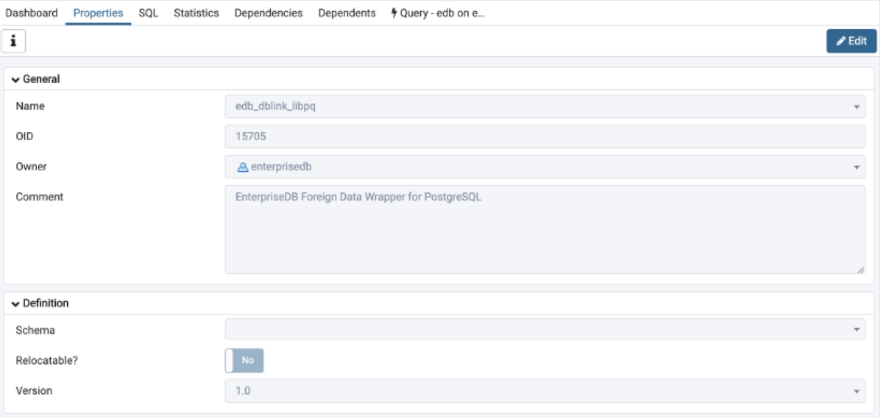 Dashboard Properties SQL Statistics Dependencies Dependents Query - edb on e...
i Edit
General
Name edb_dblink_libpq
OID 15705
Owner enterprisedb
Comment EnterpriseDB Foreign Data Wrapper for PostgreSQL
Definition
Schema
Relocatable? No
Version 1.0